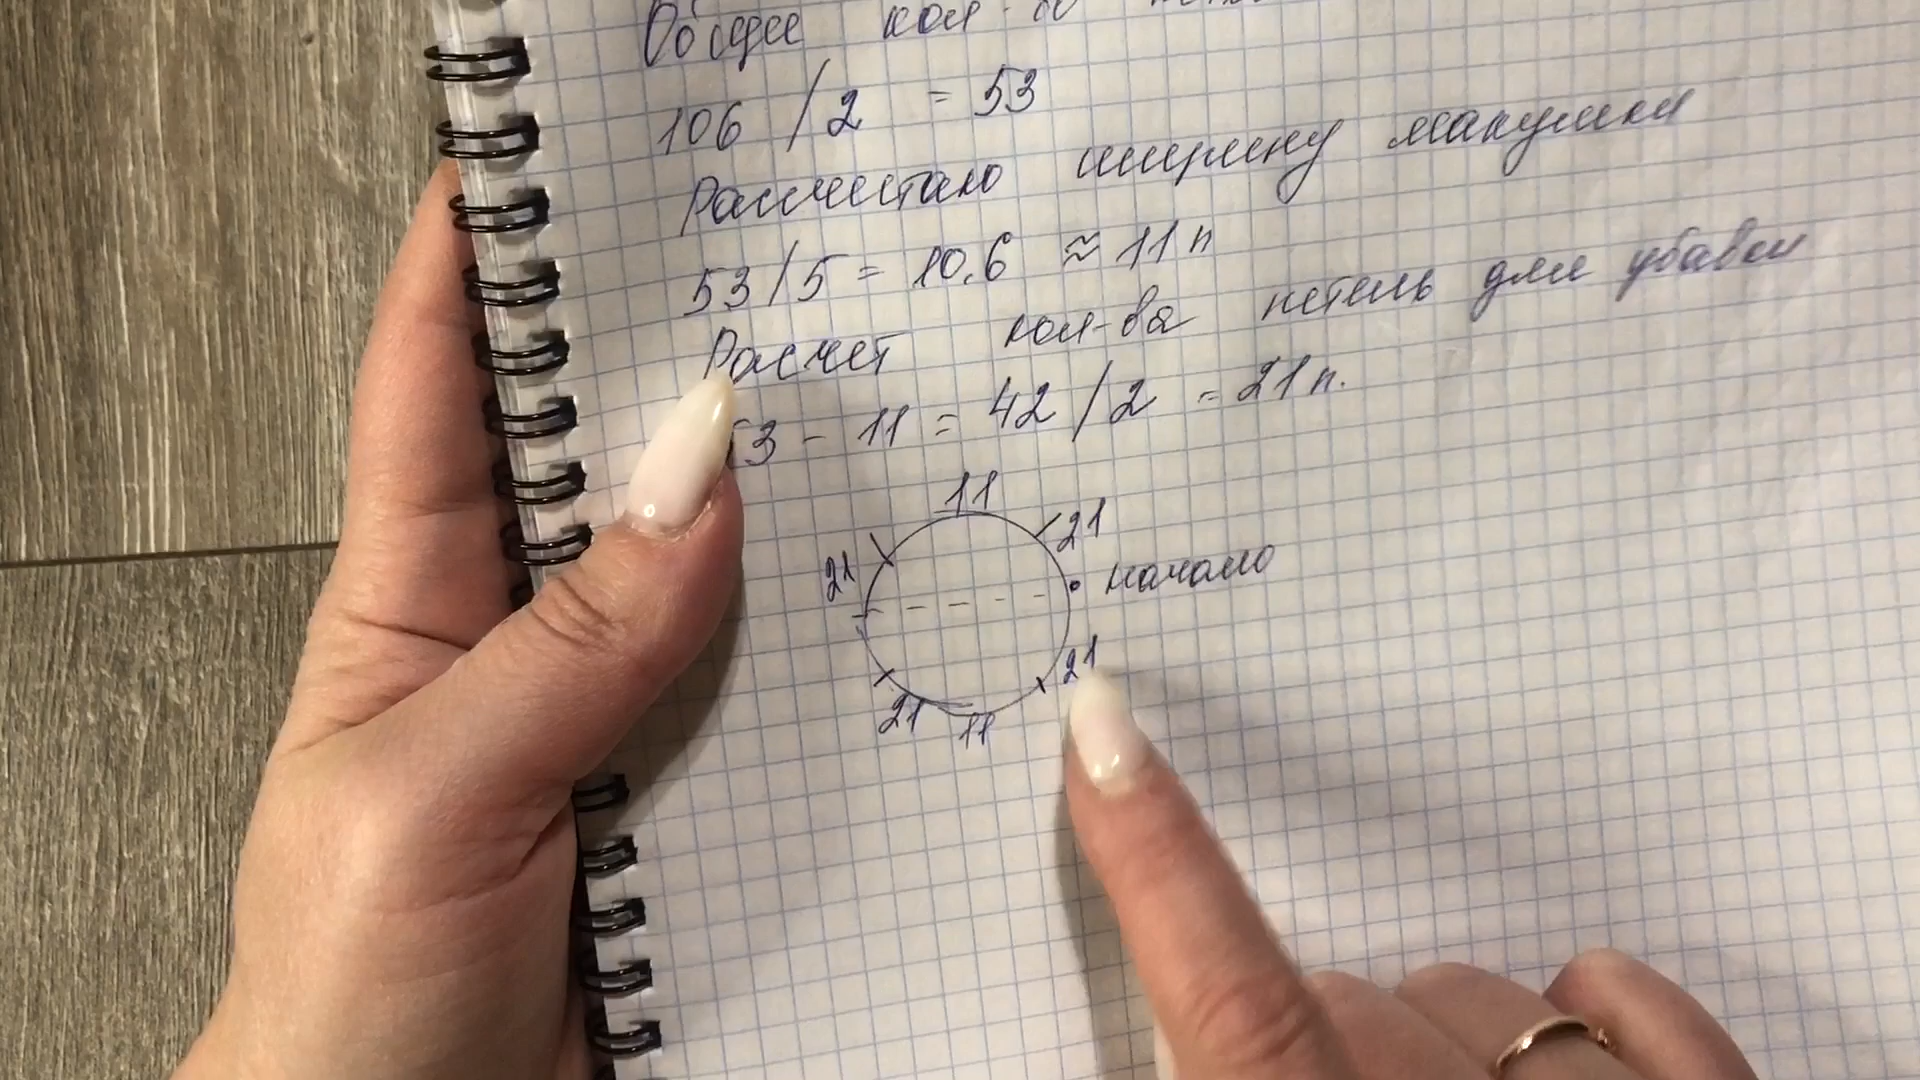 Общее кол-во
106 / 2 = 53
Рассчитаю ширину макушки
53 / 5 = 10,6 ≈ 11 п
Расчет кол-ва петель для убавки
53 - 11 = 42 / 2 = 21 п.
11
21
21
начало
21
21
11